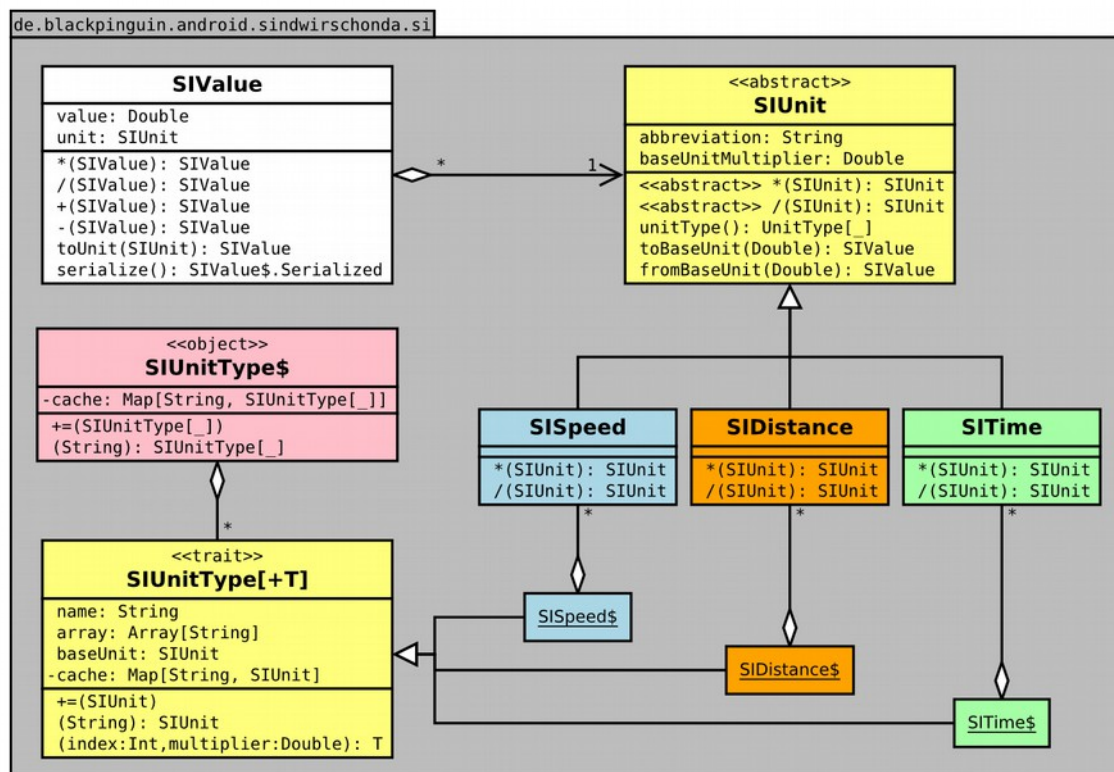 de.blackpinguin.android.sindwirschonda.si
SIValue
value: Double
unit: SIUnit
*(SIValue): SIValue
/(SIValue): SIValue
+(SIValue): SIValue
-(SIValue): SIValue
toUnit(SIUnit): SIValue
serialize(): SIValue$.Serialized
*
1
<<abstract>>
SIUnit
abbreviation: String
baseUnitMultiplier: Double
<<abstract>> *(SIUnit): SIUnit
<<abstract>> /(SIUnit): SIUnit
unitType(): UnitType[_]
toBaseUnit(Double): SIValue
fromBaseUnit(Double): SIValue
<<object>>
SIUnitType$
-cache: Map[String, SIUnitType[_]]
+=(SIUnitType[_])
(String): SIUnitType[_]
*
SISpeed
*(SIUnit): SIUnit
/(SIUnit): SIUnit
*
SIDistance
*(SIUnit): SIUnit
/(SIUnit): SIUnit
*
SITime
*(SIUnit): SIUnit
/(SIUnit): SIUnit
*
<<trait>>
SIUnitType[+T]
name: String
array: Array[String]
baseUnit: SIUnit
-cache: Map[String, SIUnit]
+=(SIUnit)
(String): SIUnit
(index:Int,multiplier:Double): T
SISpeed$
SIDistance$
SITime$